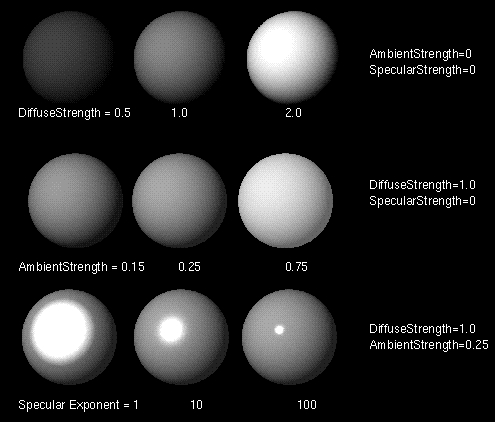 AmbientStrength=0
SpecularStrength=0
DiffuseStrength = 0.5 1.0 2.0
DiffuseStrength=1.0
SpecularStrength=0
AmbientStrength = 0.15 0.25 0.75
DiffuseStrength=1.0
AmbientStrength=0.25
Specular Exponent = 1 10 100